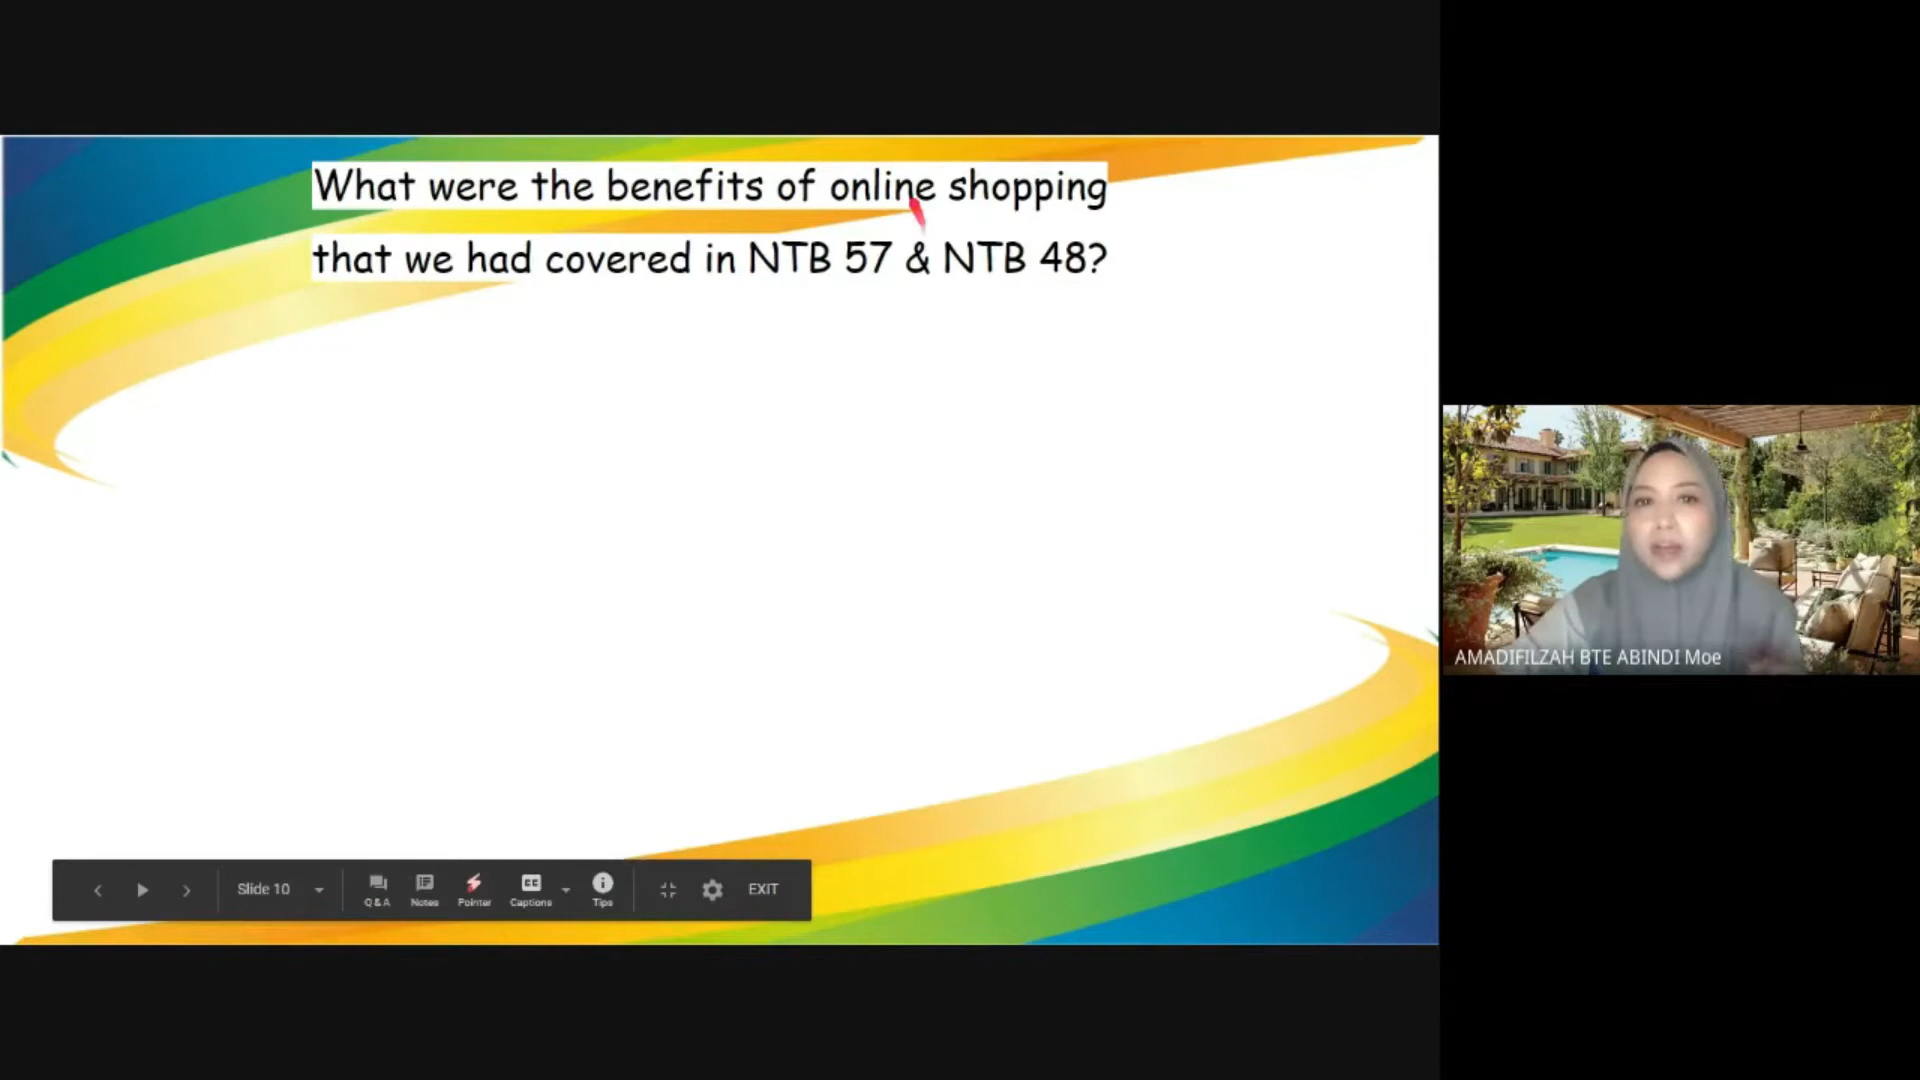 What were the benefits of online shopping
that we had covered in NTB 57 & NTB 48?
AMADIFILZAH BTE ABINDI Moe
Slide 10
Q & A
Notes
Pointer
Captions
Tips
EXIT